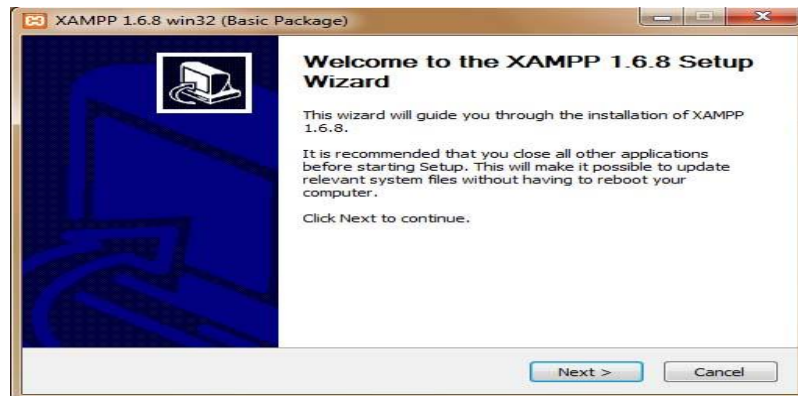 XAMPP 1.6.8 win32 (Basic Package)
Welcome to the XAMPP 1.6.8 Setup
Wizard
This wizard will guide you through the installation of XAMPP
1.6.8.
It is recommended that you close all other applications
before starting Setup. This will make it possible to update
relevant system files without having to reboot your
computer.
Click Next to continue.
Next >
Cancel